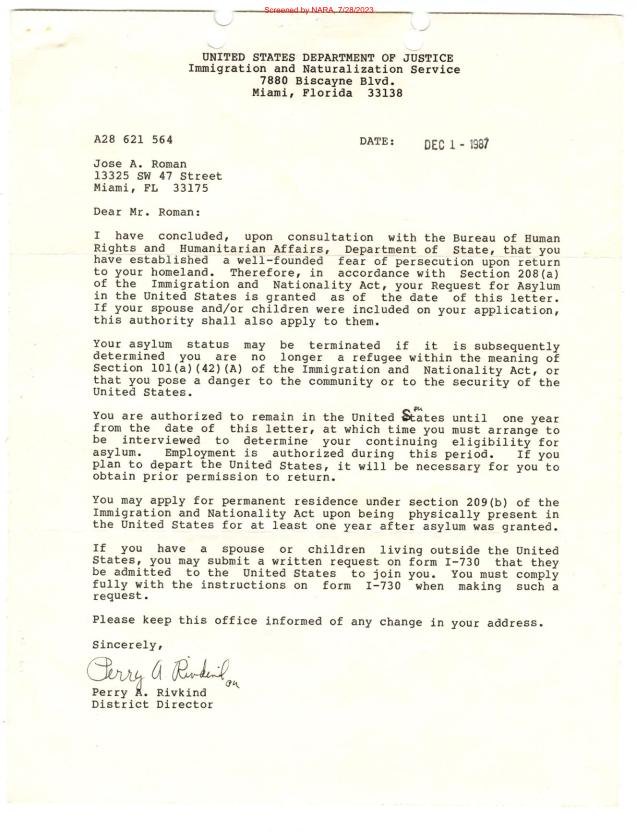 Screened by NARA, 7/28/2023
UNITED STATES DEPARTMENT OF JUSTICE
Immigration and Naturalization Service
7880 Biscayne Blvd.
Miami, Florida 33138
A28 621 564
DATE: DEC 1 - 1987
Jose A. Roman
13325 SW 47 Street
Miami, FL 33175
Dear Mr. Roman:
I have concluded, upon consultation with the Bureau of Human
Rights and Humanitarian Affairs, Department of State, that you
have established a well-founded fear of persecution upon return
to your homeland. Therefore, in accordance with Section 208(a)
of the Immigration and Nationality Act, your Request for Asylum
in the United States is granted as of the date of this letter.
If your spouse and/or children were included on your application,
this authority shall also apply to them.
Your asylum status may be terminated if it is subsequently
determined you are no longer a refugee within the meaning of
Section 101(a)(42)(A) of the Immigration and Nationality Act, or
that you pose a danger to the community or to the security of the
United States.
You are authorized to remain in the United States until one year
from the date of this letter, at which time you must arrange to
be interviewed to determine your continuing eligibility for
asylum. Employment is authorized during this period. If you
plan to depart the United States, it will be necessary for you to
obtain prior permission to return.
You may apply for permanent residence under section 209(b) of the
Immigration and Nationality Act upon being physically present in
the United States for at least one year after asylum was granted.
If you have a spouse or children living outside the United
States, you may submit a written request on form I-730 that they
be admitted to the United States to join you. You must comply
fully with the instructions on form I-730 when making such a
request.
Please keep this office informed of any change in your address.
Sincerely,
Perry A. Rivkind
Perry A. Rivkind
District Director